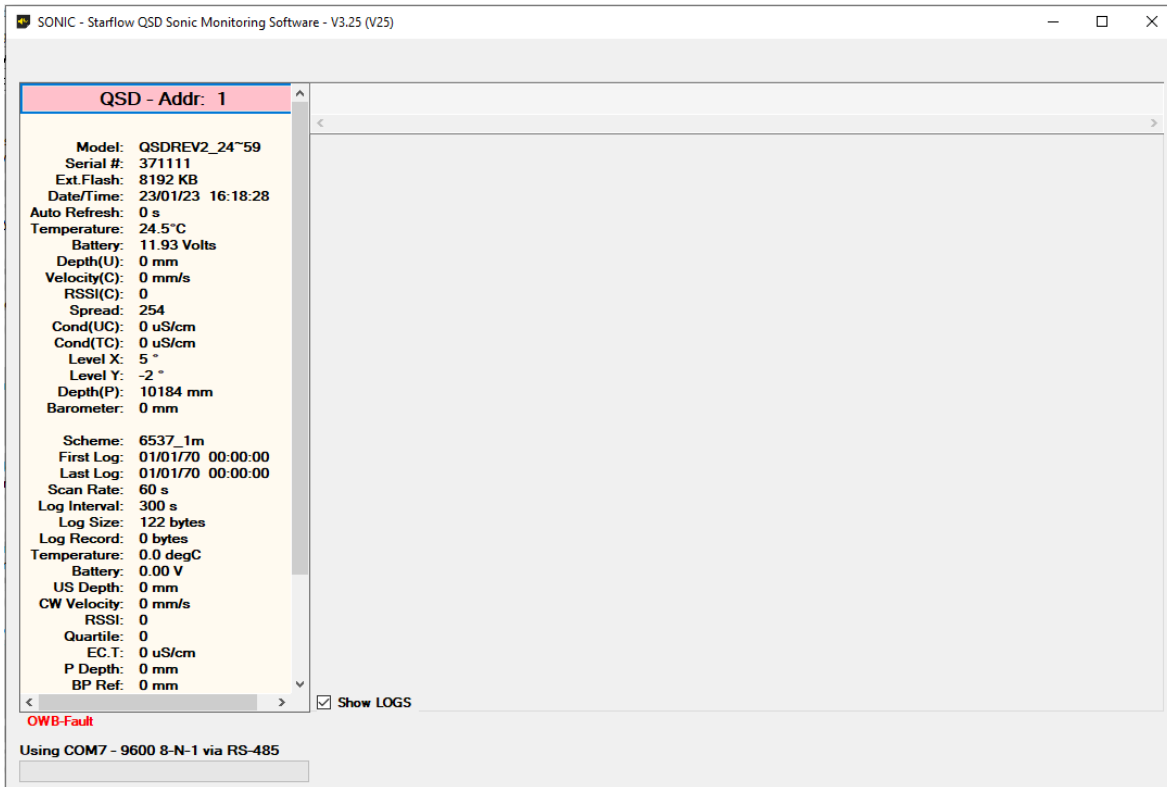 SONIC - Starflow QSD Sonic Monitoring Software - V3.25 (V25)
QSD - Addr: 1
Model: QSDREV2_24~59
Serial #: 371111
Ext.Flash: 8192 KB
Date/Time: 23/01/23 16:18:28
Auto Refresh: 0 s
Temperature: 24.5°C
Battery: 11.93 Volts
Depth(U): 0 mm
Velocity(C): 0 mm/s
RSSI(C): 0
Spread: 254
Cond(UC): 0 uS/cm
Cond(TC): 0 uS/cm
Level X: 5 °
Level Y: -2 °
Depth(P): 10184 mm
Barometer: 0 mm
Scheme: 6537_1m
First Log: 01/01/70 00:00:00
Last Log: 01/01/70 00:00:00
Scan Rate: 60 s
Log Interval: 300 s
Log Size: 122 bytes
Log Record: 0 bytes
Temperature: 0.0 degC
Battery: 0.00 V
US Depth: 0 mm
CW Velocity: 0 mm/s
RSSI: 0
Quartile: 0
EC.T: 0 uS/cm
P Depth: 0 mm
BP Ref: 0 mm
Show LOGS
OWB-Fault
Using COM7 - 9600 8-N-1 via RS-485